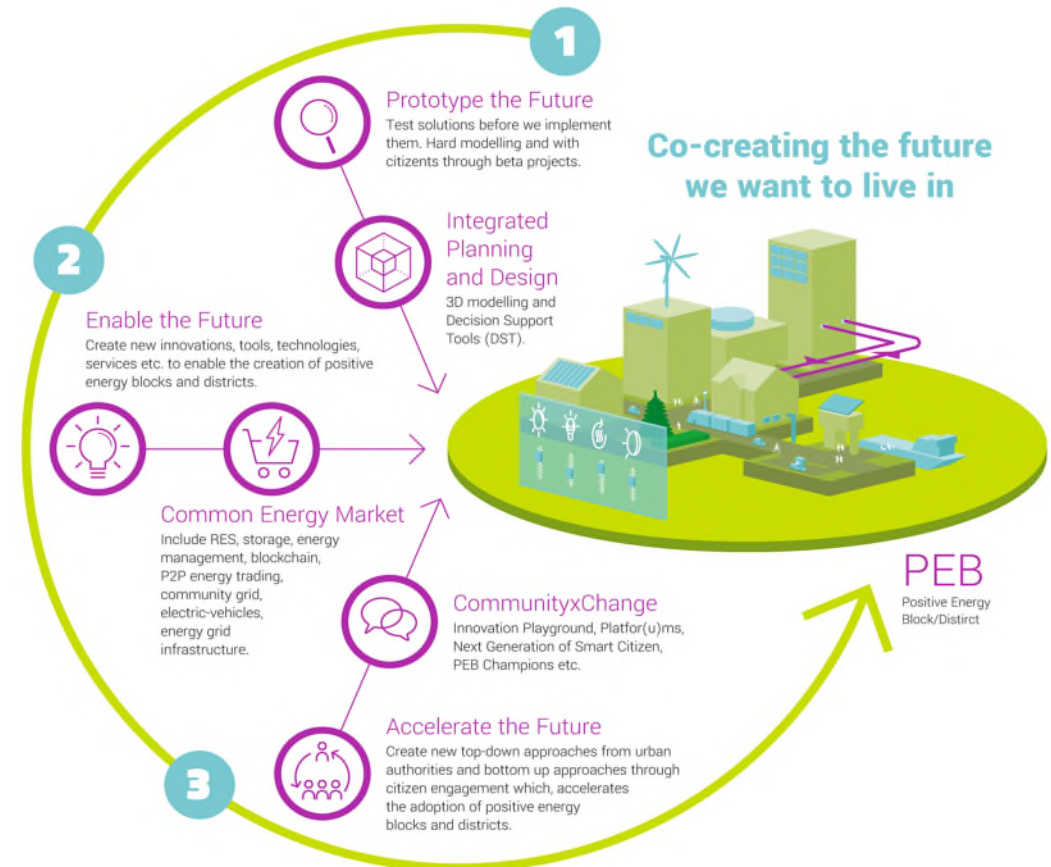 1
Prototype the Future
Test solutions before we implement
them. Hard modelling and with
citizents through beta projects.
Co-creating the future
we want to live in
Integrated
Planning
and Design
3D modelling and
Decision Support
Tools (DST).
2
Enable the Future
Create new innovations, tools, technologies,
services etc. to enable the creation of positive
energy blocks and districts.
Common Energy Market
Include RES, storage, energy
management, blockchain,
P2P energy trading,
community grid,
electric-vehicles,
energy grid
infrastructure.
CommunityxChange
Innovation Playground, Platfor(u)ms,
Next Generation of Smart Citizen,
PEB Champions etc.
PEB
Positive Energy
Block/Distirct
3
Accelerate the Future
Create new top-down approaches from urban
authorities and bottom up approaches through
citizen engagement which, accelerates
the adoption of positive energy
blocks and districts.